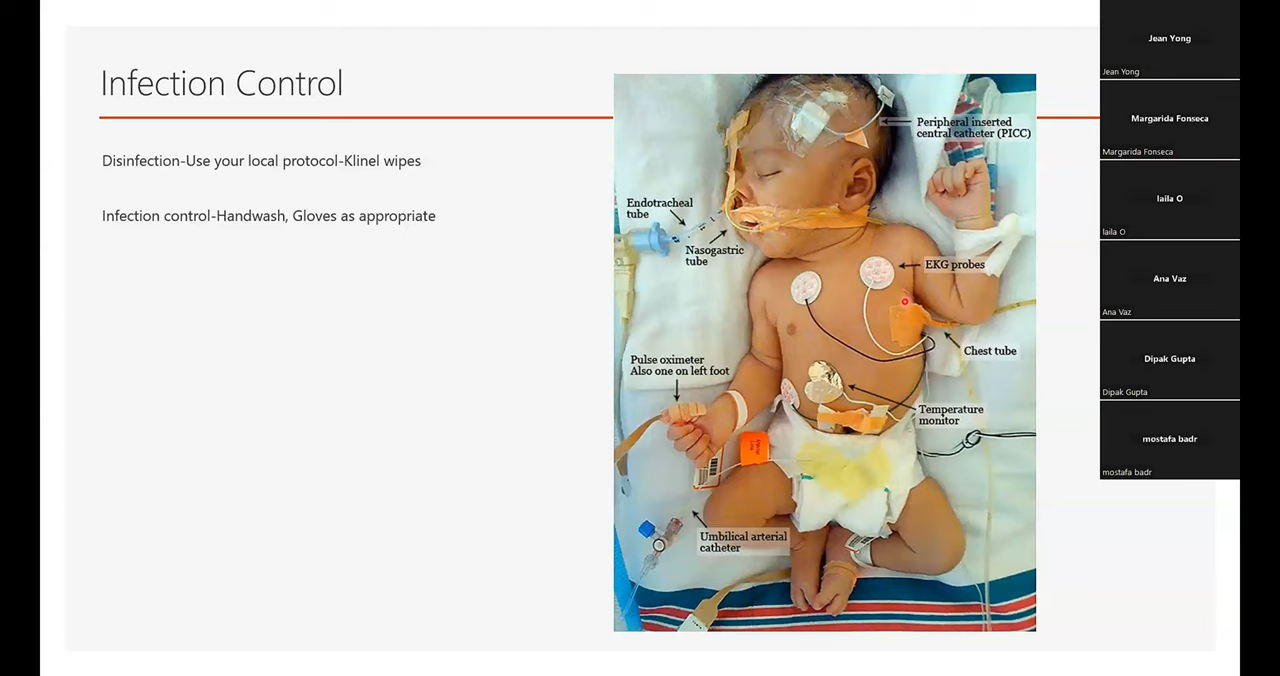 Infection Control
Disinfection-Use your local protocol-Klinel wipes
Infection control-Handwash, Gloves as appropriate
Peripheral inserted
central catheter (PICC)
Endotracheal
tube
Nasogastric
tube
EKG probes
Chest tube
Pulse oximeter
Also one on left foot
Temperature
monitor
Umbilical arterial
catheter
Jean Yong
Jean Yong
Margarida Fonseca
Margarida Fonseca
laila O
laila O
Ana Vaz
Ana Vaz
Dipak Gupta
Dipak Gupta
mostafa badr
mostafa badr